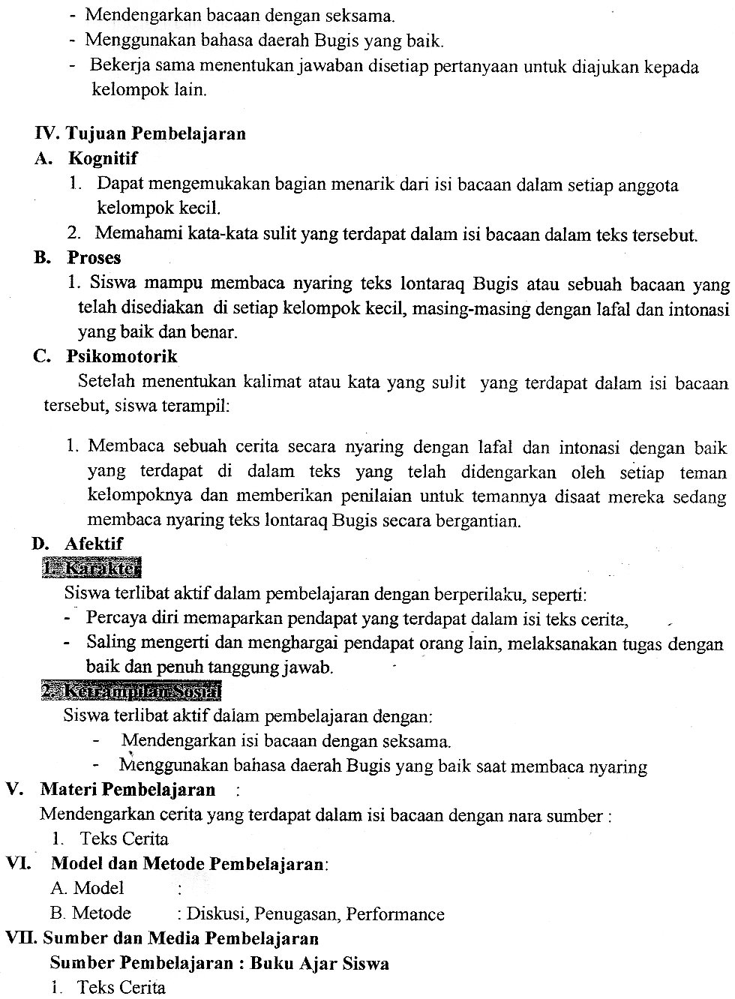 - Mendengarkan bacaan dengan seksama.
- Menggunakan bahasa daerah Bugis yang baik.
- Bekerja sama menentukan jawaban disetiap pertanyaan untuk diajukan kepada
kelompok lain.
IV. Tujuan Pembelajaran
A. Kognitif
1. Dapat mengemukakan bagian menarik dari isi bacaan dalam setiap anggota
kelompok kecil.
2. Memahami kata-kata sulit yang terdapat dalam isi bacaan dalam teks tersebut.
B. Proses
1. Siswa mampu membaca nyaring teks lontaraq Bugis atau sebuah bacaan yang
telah disediakan di setiap kelompok kecil, masing-masing dengan lafal dan intonasi
yang baik dan benar.
C. Psikomotorik
Setelah menentukan kalimat atau kata yang sulit yang terdapat dalam isi bacaan
tersebut, siswa terampil:
1. Membaca sebuah cerita secara nyaring dengan lafal dan intonasi dengan baik
yang terdapat di dalam teks yang telah didengarkan oleh setiap teman
kelompoknya dan memberikan penilaian untuk temannya disaat mereka sedang
membaca nyaring teks lontaraq Bugis secara bergantian.
D. Afektif
1. Karakter
Siswa terlibat aktif dalam pembelajaran dengan berperilaku, seperti:
- Percaya diri memaparkan pendapat yang terdapat dalam isi teks cerita,
- Saling mengerti dan menghargai pendapat orang lain, melaksanakan tugas dengan
baik dan penuh tanggung jawab.
2. Ketrampilan Sosial
Siswa terlibat aktif dalam pembelajaran dengan:
- Mendengarkan isi bacaan dengan seksama.
- Menggunakan bahasa daerah Bugis yang baik saat membaca nyaring
V. Materi Pembelajaran :
Mendengarkan cerita yang terdapat dalam isi bacaan dengan nara sumber :
1. Teks Cerita
VI. Model dan Metode Pembelajaran:
A. Model :
B. Metode : Diskusi, Penugasan, Performance
VII. Sumber dan Media Pembelajaran
Sumber Pembelajaran : Buku Ajar Siswa
1. Teks Cerita